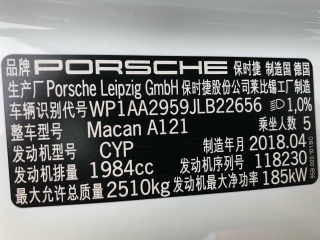 品牌 PORSCHE 保时捷 制造国 德国
生产厂 Porsche Leipzig GmbH 保时捷股份公司莱比锡工厂制造
车辆识别代号 WP1AA2959JLB22656 1,0%
整车型号 Macan A121 乘坐人数 5
发动机型号 CYP 制造年月 2018.04
发动机排量 1984cc 发动机序列号 118230
最大允许总质量 2510kg 发动机最大净功率 185kW